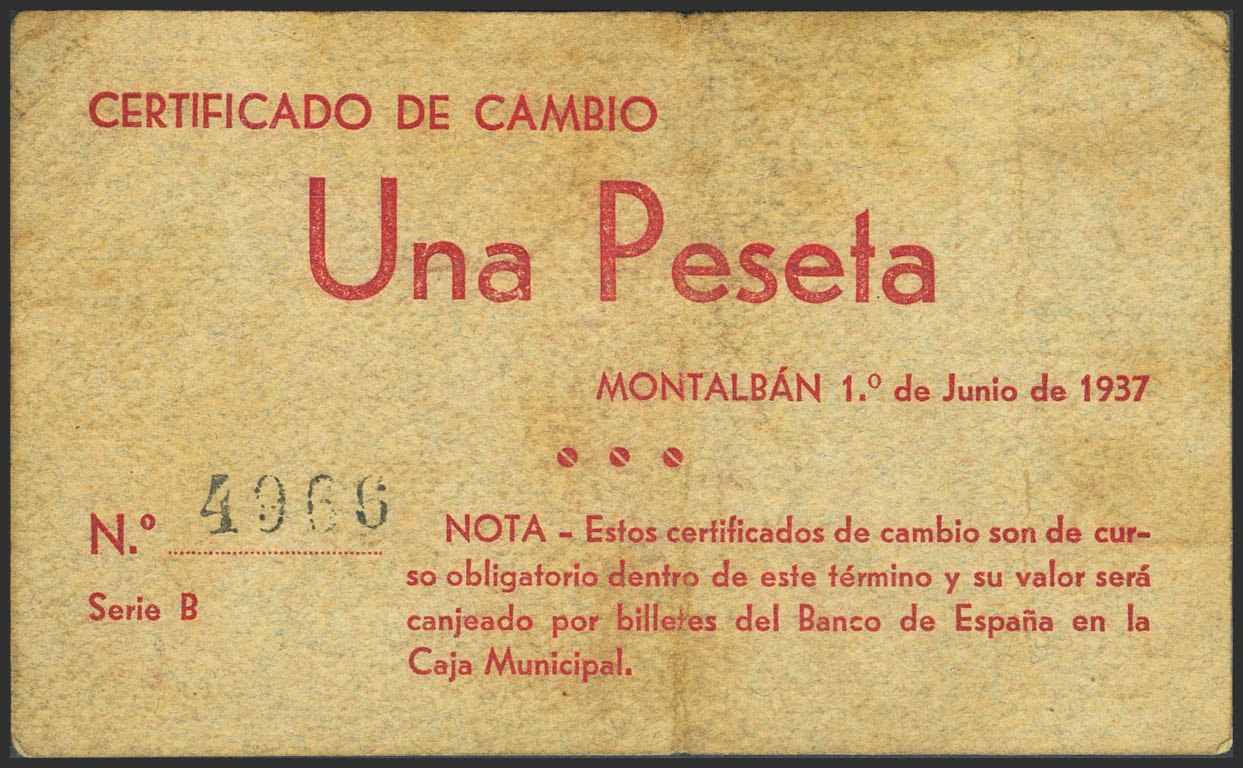 CERTIFICADO DE CAMBIO
Una Peseta
MONTALBÁN 1.º de Junio de 1937
N.º 4966
Serie B
NOTA - Estos certificados de cambio son de cur-
so obligatorio dentro de este término y su valor será
canjeado por billetes del Banco de España en la
Caja Municipal.